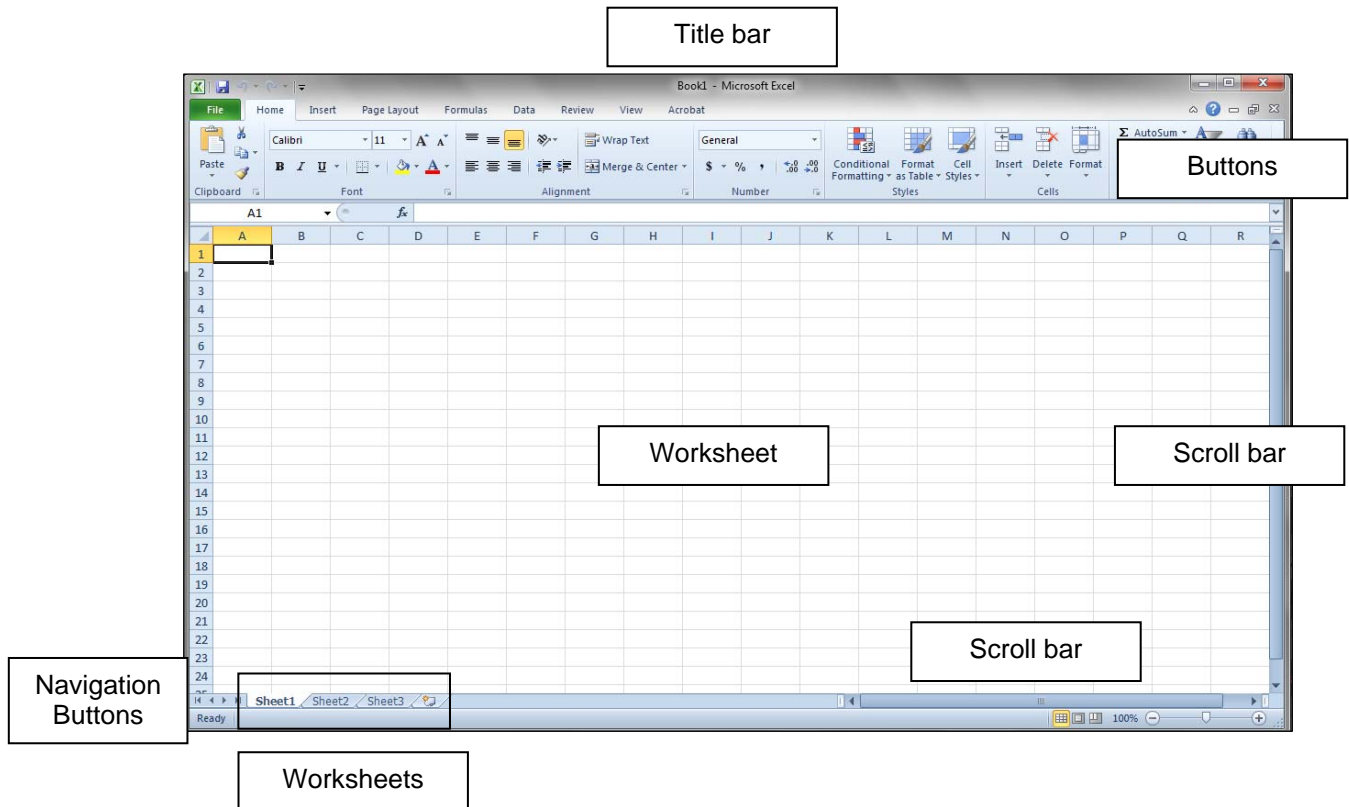 Title bar
Book1 - Microsoft Excel
File Home Insert Page Layout Formulas Data Review View Acrobat
Calibri 11 A A Wrap Text General Σ AutoSum
Paste B I U A Merge & Center $ % , .0 .00 .00 .0 Conditional Formatting Format as Table Cell Styles Insert Delete Format
Buttons
Clipboard Font Alignment Number Styles Cells
A1 fx
A B C D E F G H I J K L M N O P Q R
1
2
3
4
5
6
7
8
9
10
11
Worksheet Scroll bar
12
13
14
15
16
17
18
19
20
21
22
Scroll bar
23
24
Navigation
Buttons
Sheet1 Sheet2 Sheet3
Ready 100%
Worksheets